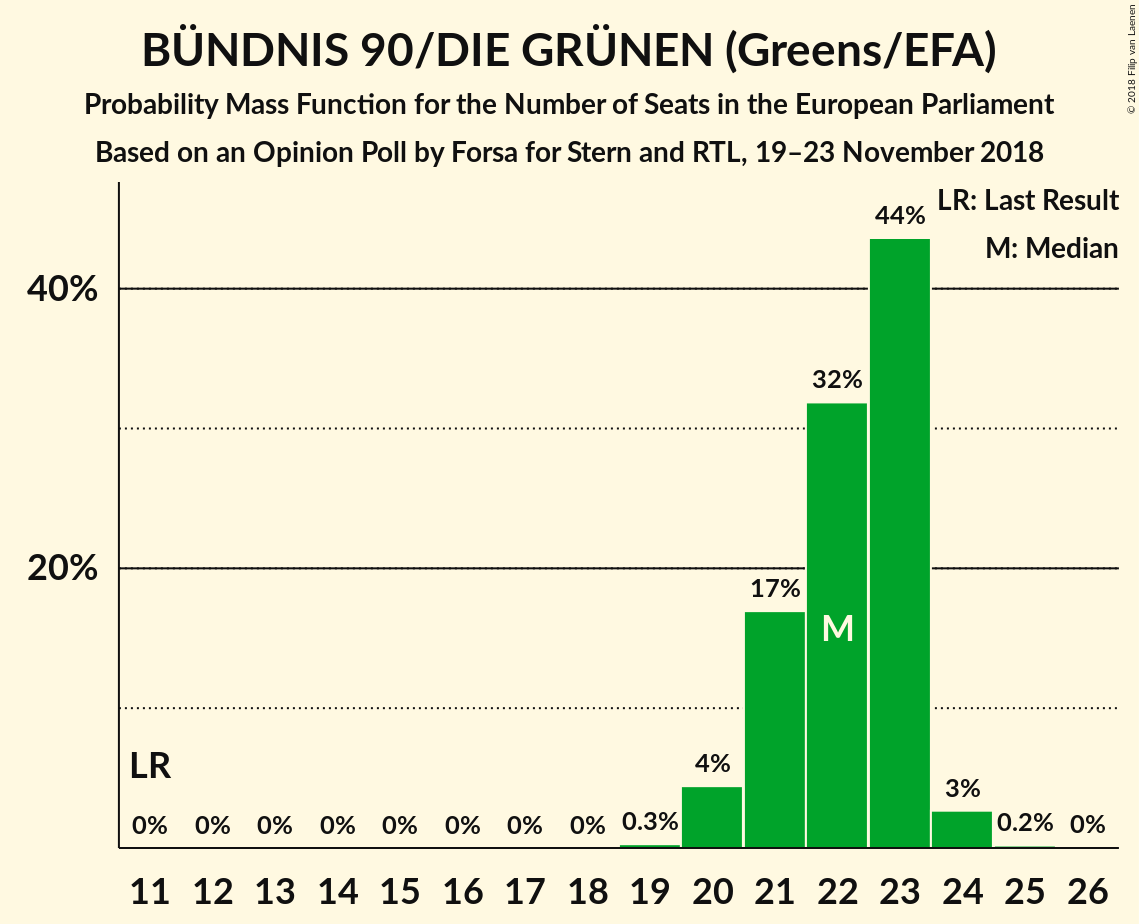 BÜNDNIS 90/DIE GRÜNEN (Greens/EFA)
Probability Mass Function for the Number of Seats in the European Parliament
Based on an Opinion Poll by Forsa for Stern and RTL, 19–23 November 2018
© 2018 Filip van Laenen
LR: Last Result
M: Median
40%
20%
LR
M
0% 0% 0% 0% 0% 0% 0% 0% 0.3% 4% 17% 32% 44% 3% 0.2% 0%
11 12 13 14 15 16 17 18 19 20 21 22 23 24 25 26